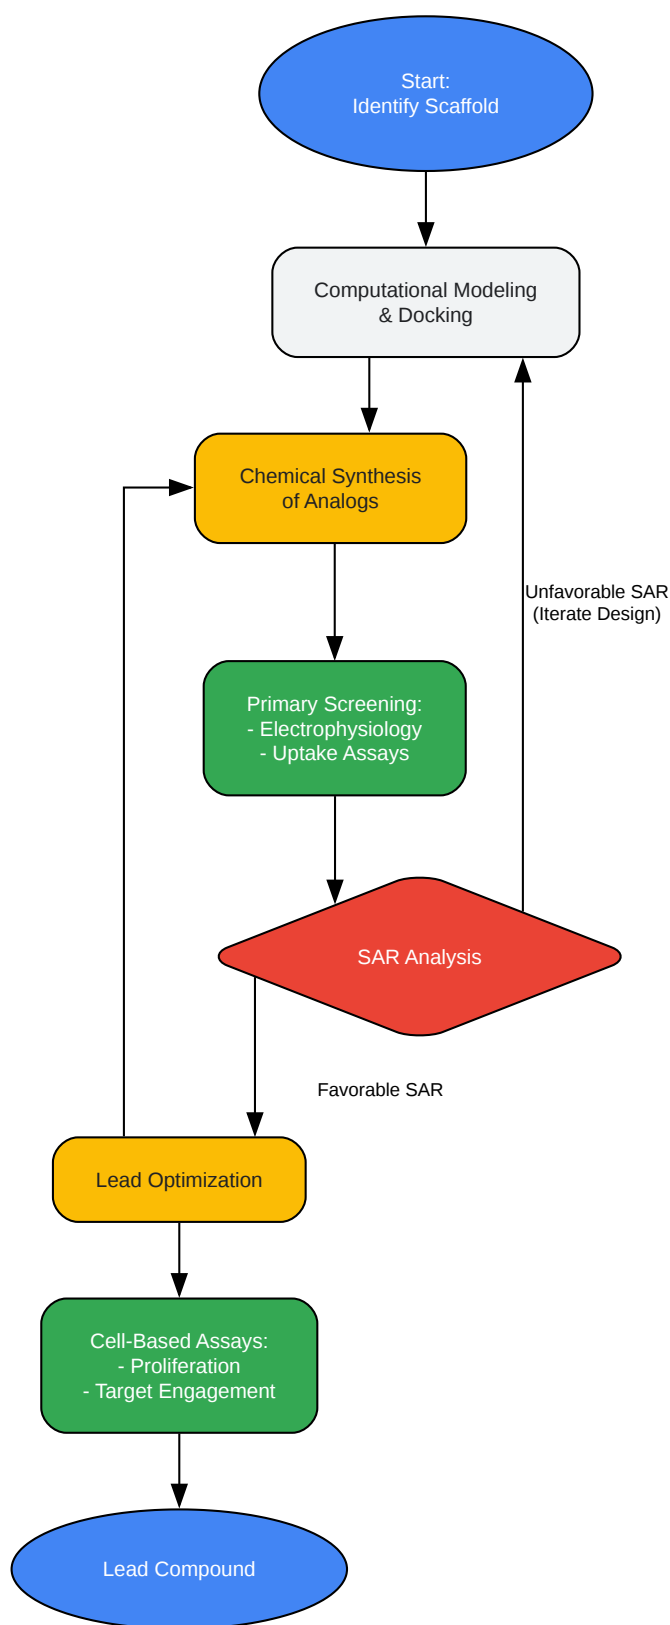 Start:
Identify Scaffold
Computational Modeling
& Docking
Chemical Synthesis
of Analogs
Unfavorable SAR
(Iterate Design)
Primary Screening:
- Electrophysiology
- Uptake Assays
SAR Analysis
Favorable SAR
Lead Optimization
Cell-Based Assays:
- Proliferation
- Target Engagement
Lead Compound